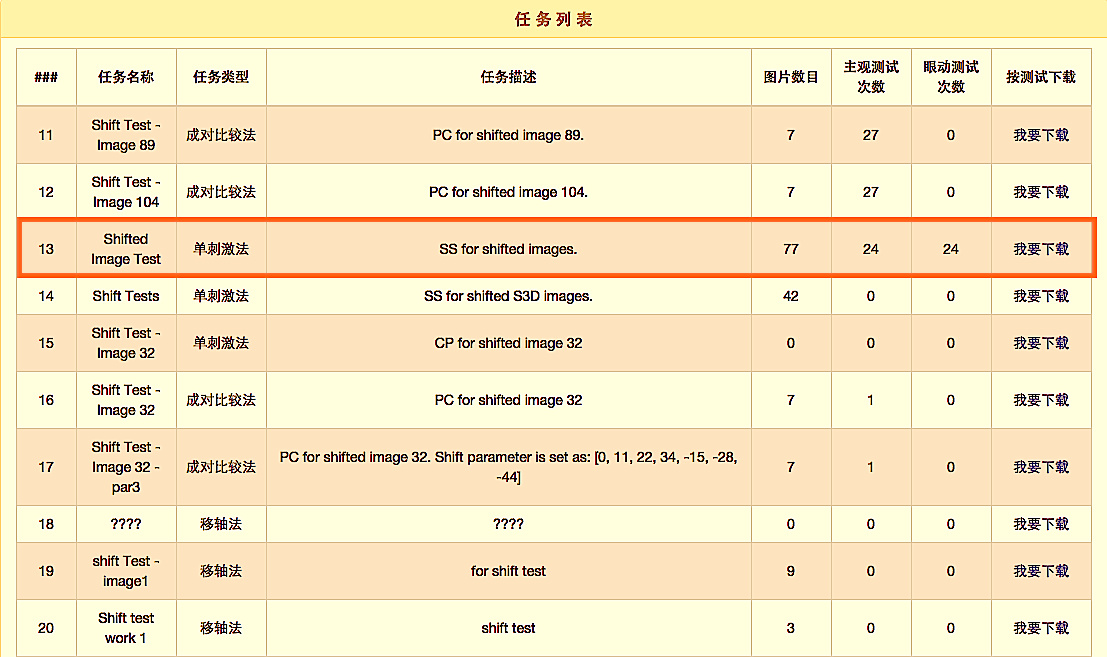 任务列表
### 任务名称 任务类型 任务描述 图片数目 主观测试次数 眼动测试次数 按测试下载
11 Shift Test - Image 89 成对比较法 PC for shifted image 89. 7 27 0 我要下载
12 Shift Test - Image 104 成对比较法 PC for shifted image 104. 7 27 0 我要下载
13 Shifted Image Test 单刺激法 SS for shifted images. 77 24 24 我要下载
14 Shift Tests 单刺激法 SS for shifted S3D images. 42 0 0 我要下载
15 Shift Test - Image 32 单刺激法 CP for shifted image 32 0 0 0 我要下载
16 Shift Test - Image 32 成对比较法 PC for shifted image 32 7 1 0 我要下载
17 Shift Test - Image 32 - par3 成对比较法 PC for shifted image 32. Shift parameter is set as: [0, 11, 22, 34, -15, -28, -44] 7 1 0 我要下载
18 ???? 移轴法 ???? 0 0 0 我要下载
19 shift Test - image1 移轴法 for shift test 9 0 0 我要下载
20 Shift test work 1 移轴法 shift test 3 0 0 我要下载